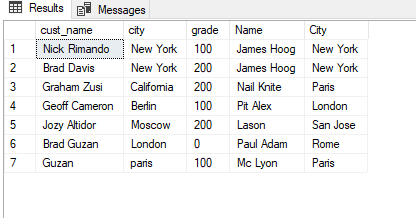 Results Messages
cust_name city grade Name City
1 Nick Rimando New York 100 James Hoog New York
2 Brad Davis New York 200 James Hoog New York
3 Graham Zusi California 200 Nail Knite Paris
4 Geoff Cameron Berlin 100 Pit Alex London
5 Jozy Altidor Moscow 200 Lason San Jose
6 Brad Guzan London 0 Paul Adam Rome
7 Guzan paris 100 Mc Lyon Paris